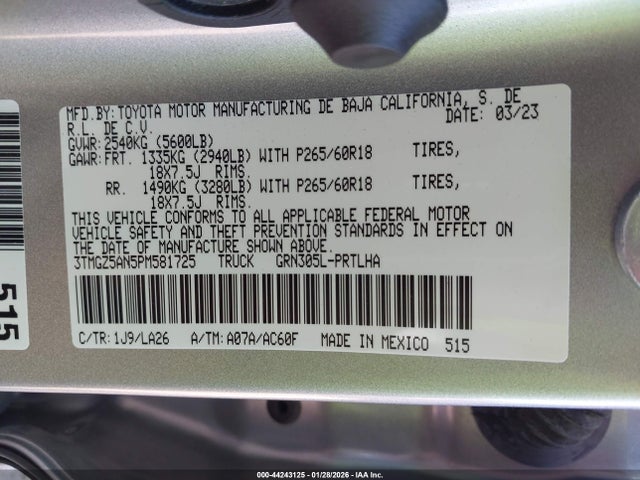 MFD.BY: TOYOTA MOTOR MANUFACTURING DE BAJA CALIFORNIA, S. DE
R.L. DE C.V. DATE: 03/23
GVWR: 2540KG (5600LB)
GAWR: FRT. 1335KG (2940LB) WITH P265/60R18 TIRES,
18X7.5J RIMS.
RR. 1490KG (3280LB) WITH P265/60R18 TIRES,
18X7.5J RIMS.
THIS VEHICLE CONFORMS TO ALL APPLICABLE FEDERAL MOTOR
VEHICLE SAFETY AND THEFT PREVENTION STANDARDS IN EFFECT ON
THE DATE OF MANUFACTURE SHOWN ABOVE.
3TMGZ5AN5PM581725 TRUCK GRN305L-PRTLHA
C/TR: 1J9/LA26 A/TM: A07A/AC60F MADE IN MEXICO 515
515
000-44243125 - 01/28/2026 - IAA Inc.